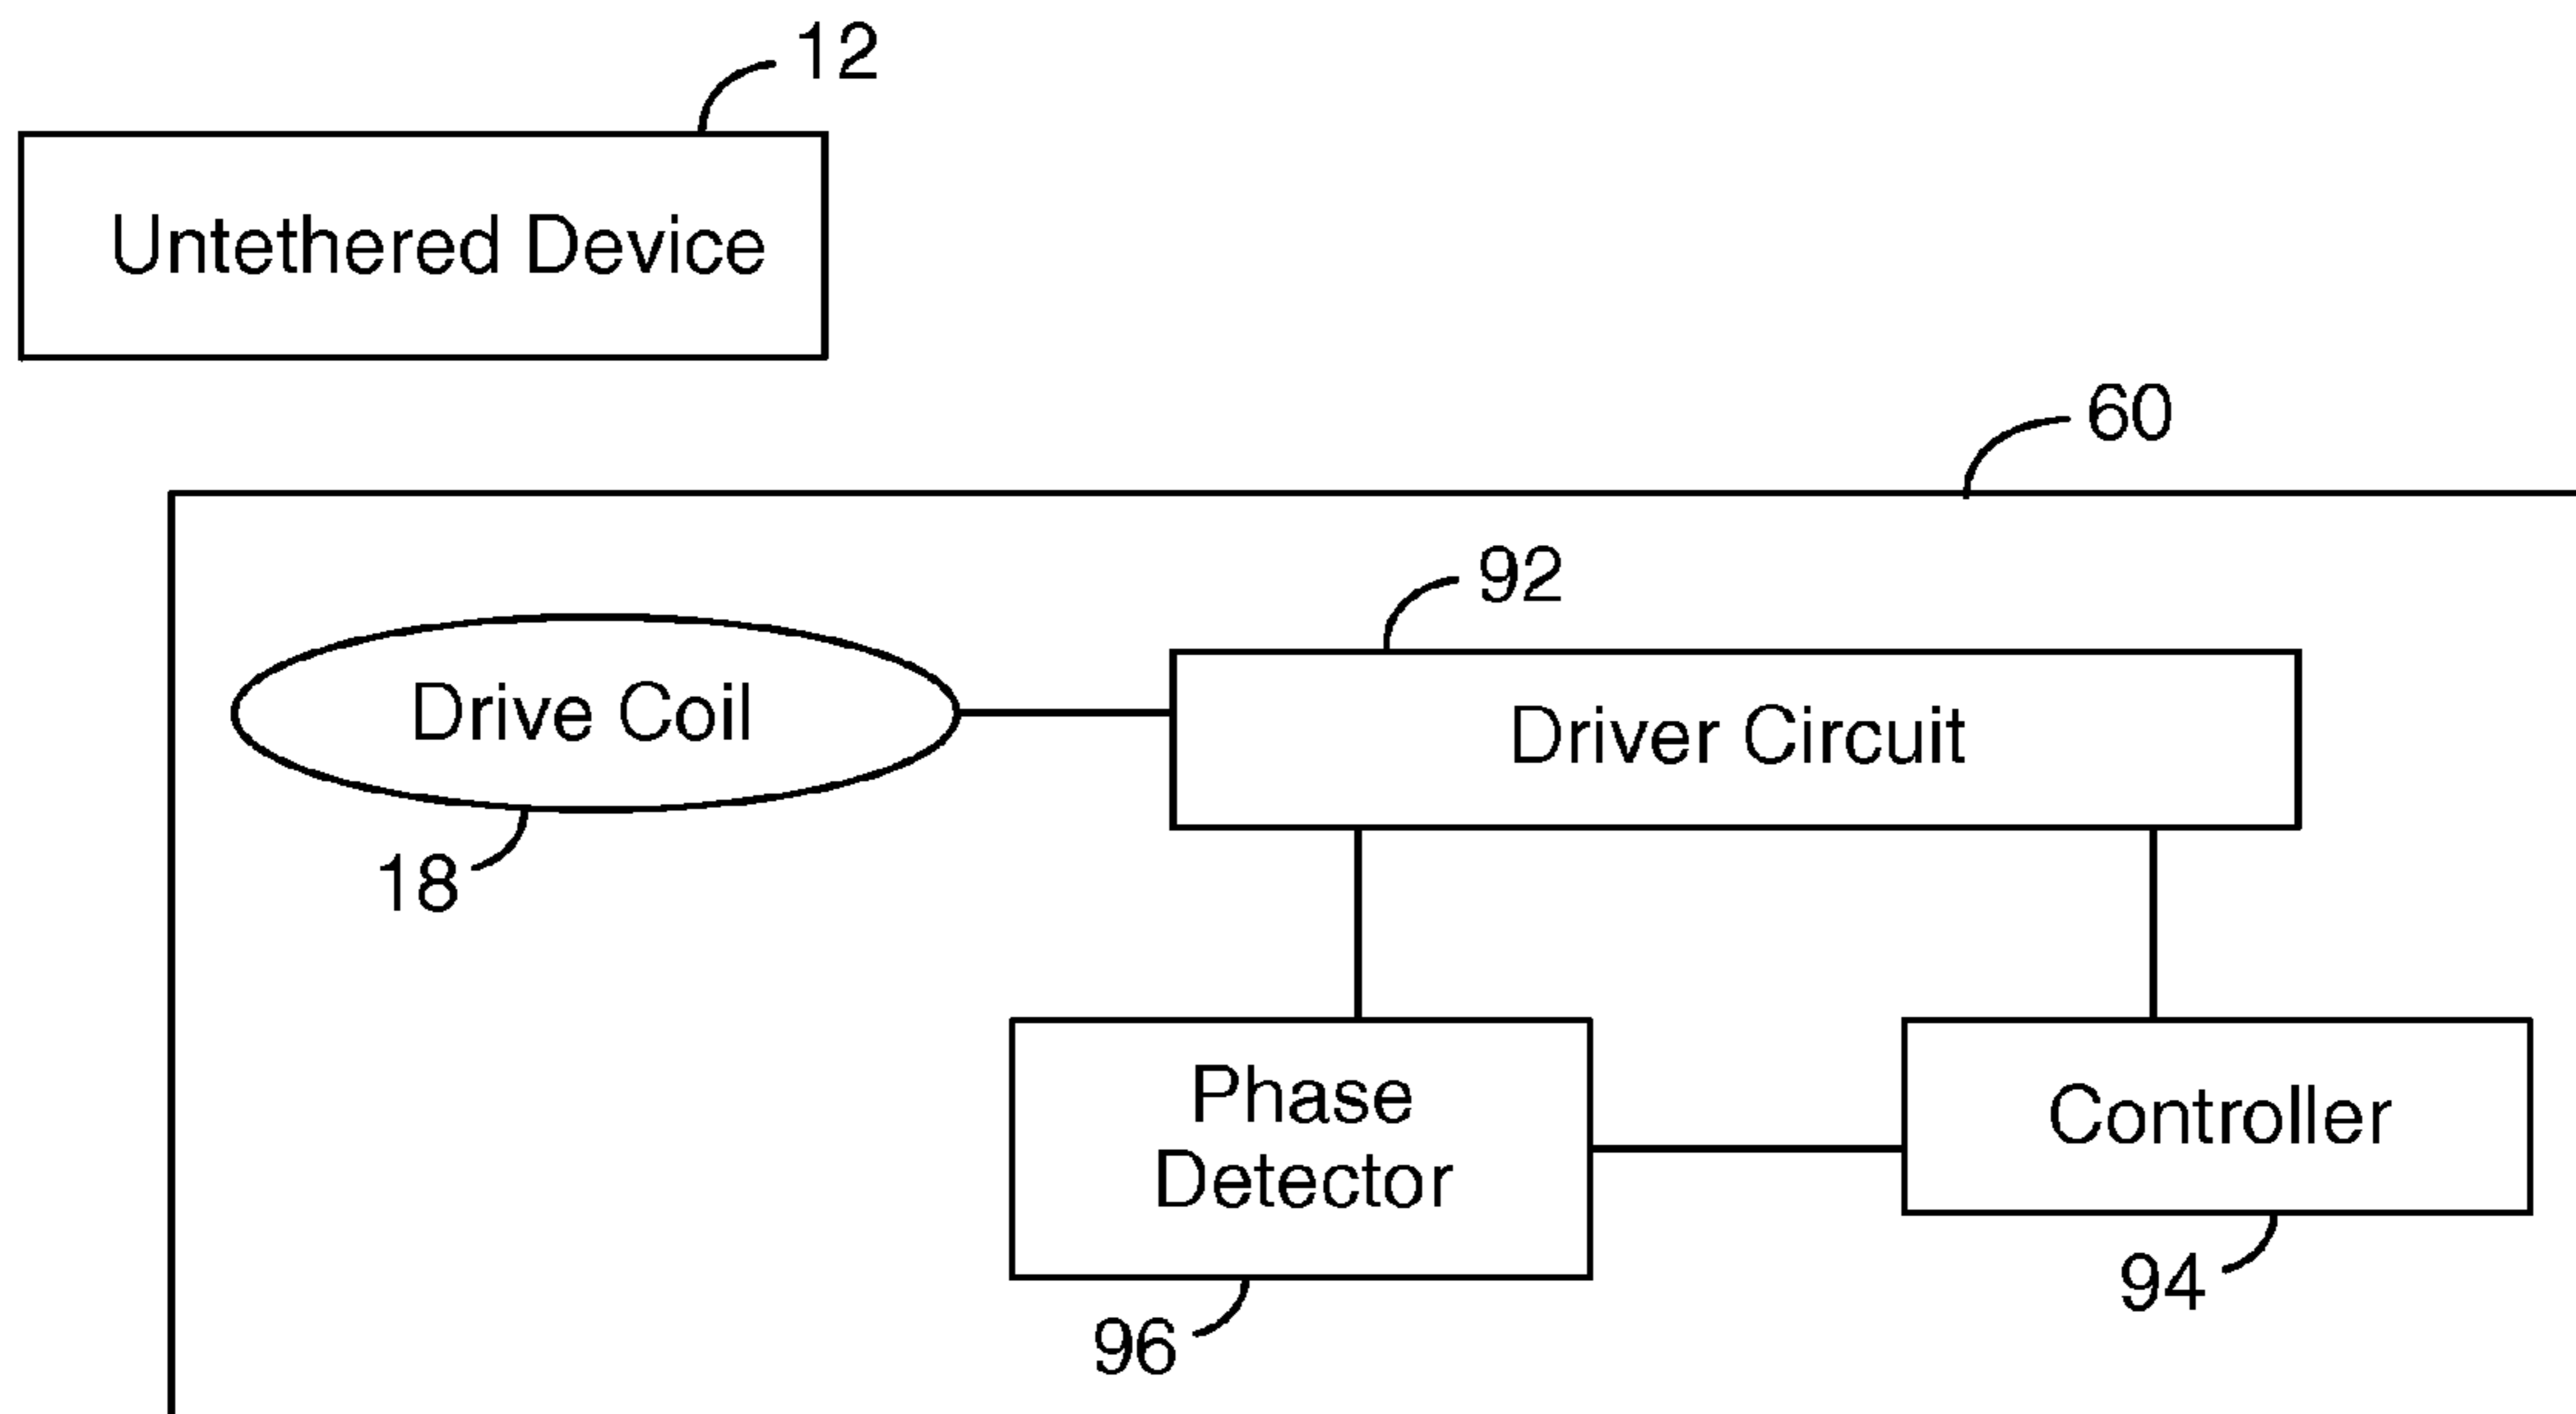 12
Untethered Device
60
92
Drive Coil
Driver Circuit
18
Phase
Detector
Controller
94
96